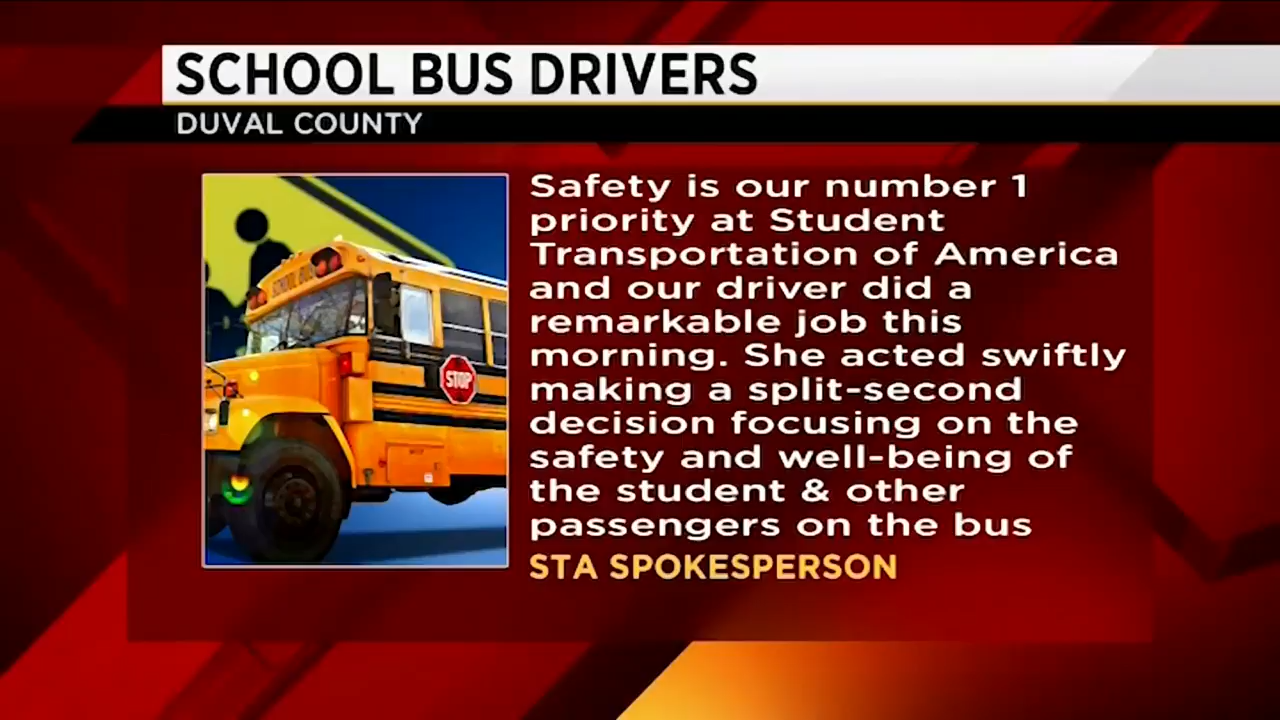 SCHOOL BUS DRIVERS
DUVAL COUNTY
SCHOOL BUS
STOP
Safety is our number 1
priority at Student
Transportation of America
and our driver did a
remarkable job this
morning. She acted swiftly
making a split-second
decision focusing on the
safety and well-being of
the student & other
passengers on the bus
STA SPOKESPERSON